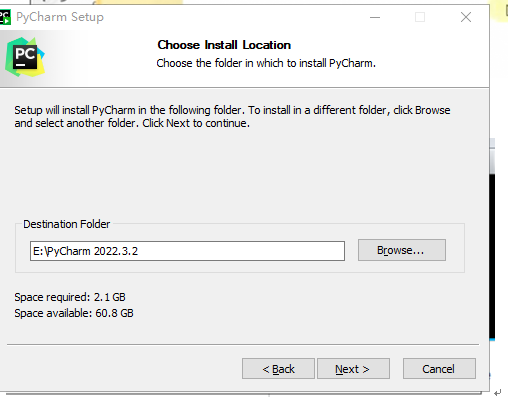 PyCharm Setup
PC
Choose Install Location
Choose the folder in which to install PyCharm.
Setup will install PyCharm in the following folder. To install in a different folder, click Browse
and select another folder. Click Next to continue.
Destination Folder
E:\PyCharm 2022.3.2
Browse...
Space required: 2.1 GB
Space available: 60.8 GB
< Back
Next >
Cancel